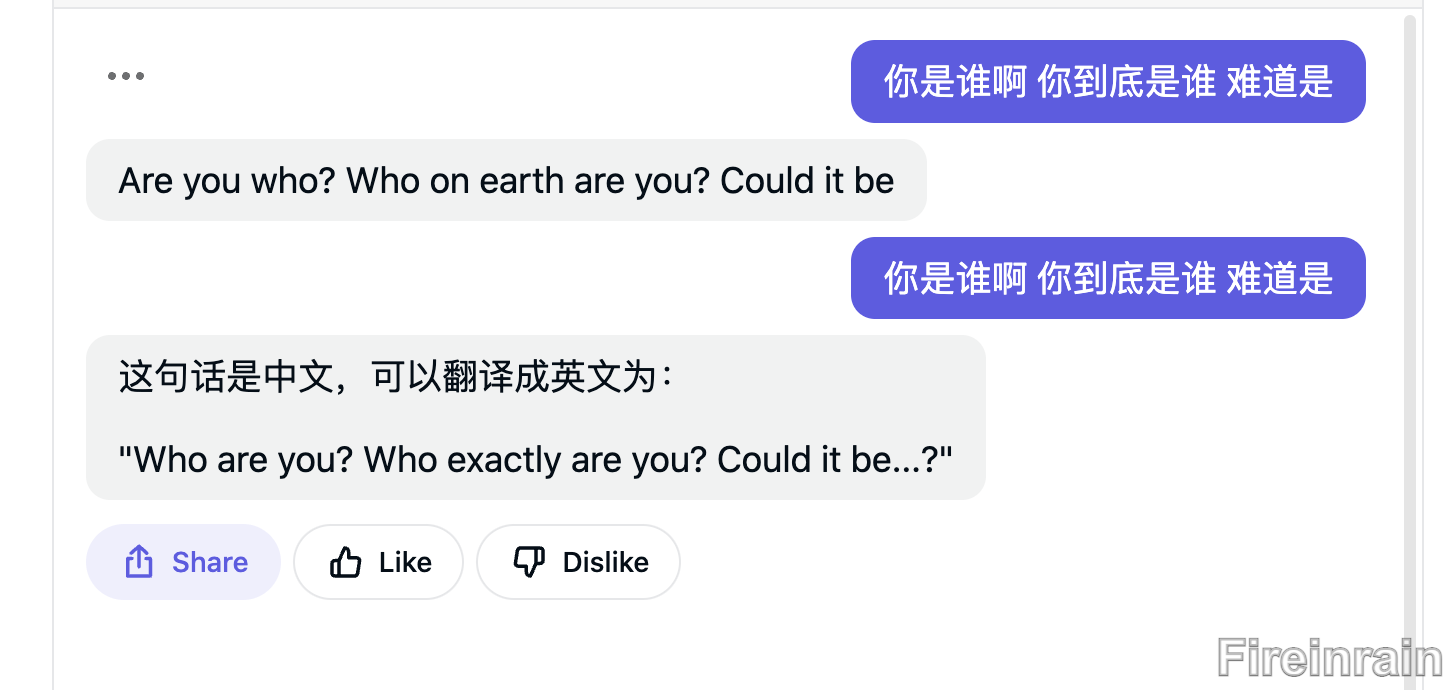 你是谁啊 你到底是谁 难道是
Are you who? Who on earth are you? Could it be
你是谁啊 你到底是谁 难道是
这句话是中文，可以翻译成英文为：
"Who are you? Who exactly are you? Could it be...?"
Share Like Dislike
Fireinrain